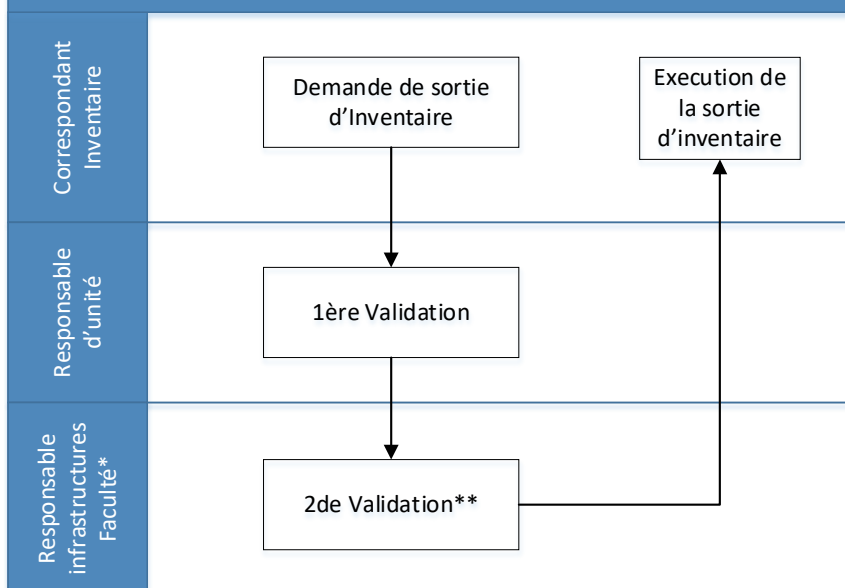 Correspondant
Inventaire
Demande de sortie
d’Inventaire
Execution de
la sortie
d’inventaire
Responsable
d’unité
1ère Validation
Responsable
infrastructures
Faculté*
2de Validation**